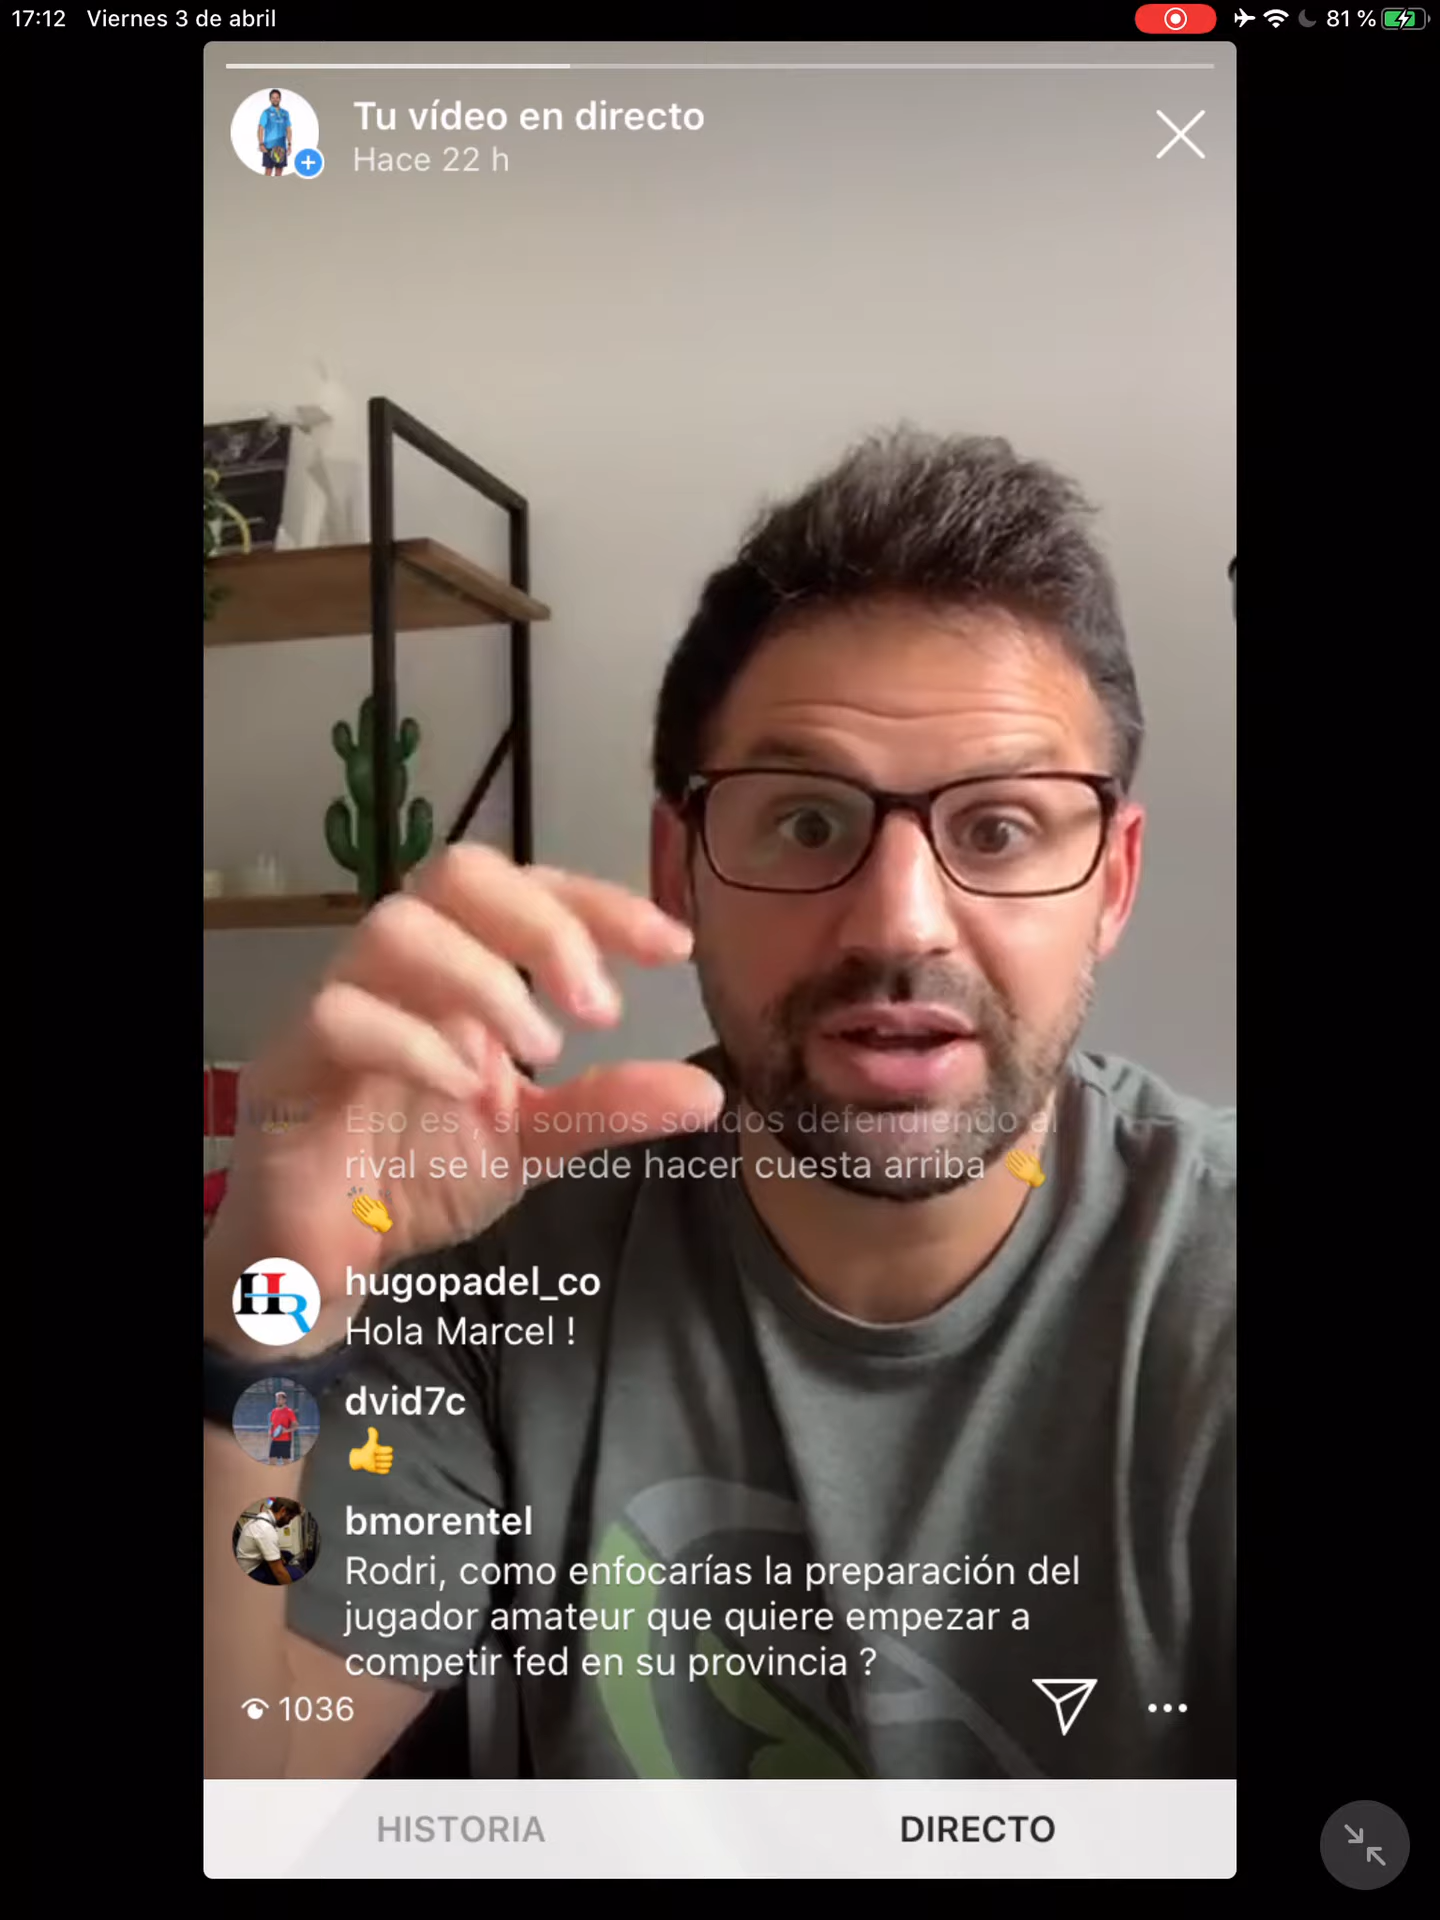 17:12 Viernes 3 de abril
81 %
Tu vídeo en directo
Hace 22 h
Eso es , si somos solidos defendiendo al
rival se le puede hacer cuesta arriba 👏
👏
hugopadel_co
HR
Hola Marcel !
dvid7c
👍
bmorentel
Rodri, como enfocarías la preparación del
jugador amateur que quiere empezar a
competir fed en su provincia ?
1036
HISTORIA
DIRECTO